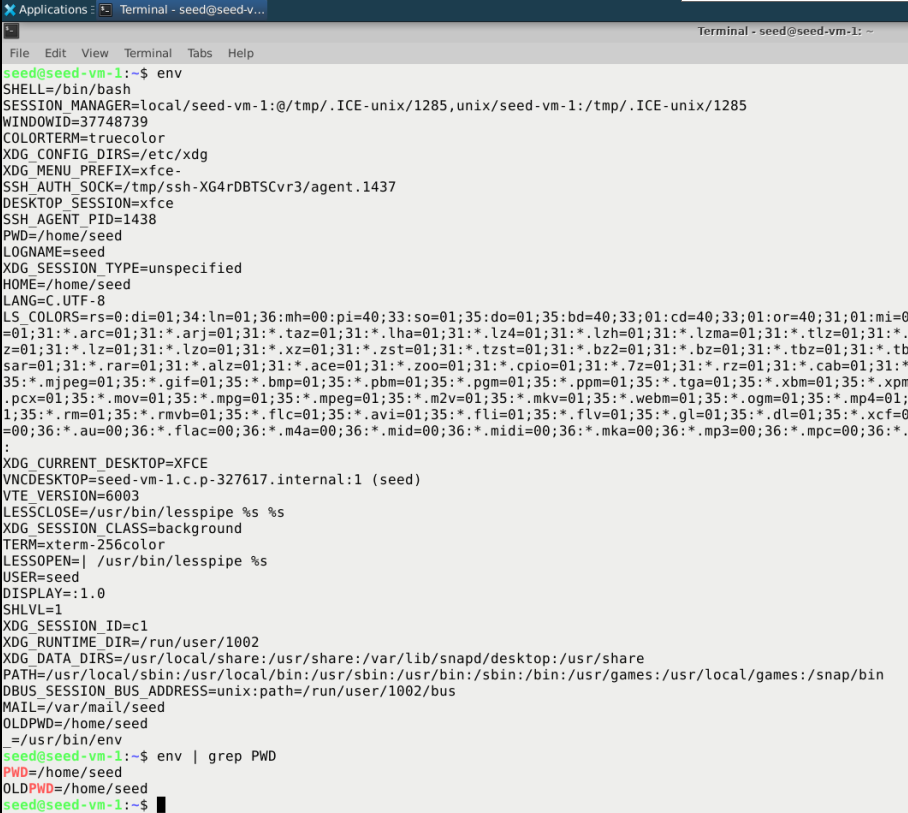 Applications
Terminal - seed@seed-v...
Terminal - seed@seed-vm-1: ~
File Edit View Terminal Tabs Help
seed@seed-vm-1:~$ env
SHELL=/bin/bash
SESSION_MANAGER=local/seed-vm-1:@/tmp/.ICE-unix/1285,unix/seed-vm-1:/tmp/.ICE-unix/1285
WINDOWID=37748739
COLORTERM=truecolor
XDG_CONFIG_DIRS=/etc/xdg
XDG_MENU_PREFIX=xfce-
SSH_AUTH_SOCK=/tmp/ssh-XG4rDBTSCvr3/agent.1437
DESKTOP_SESSION=xfce
SSH_AGENT_PID=1438
PWD=/home/seed
LOGNAME=seed
XDG_SESSION_TYPE=unspecified
HOME=/home/seed
LANG=C.UTF-8
LS_COLORS=rs=0:di=01;34:ln=01;36:mh=00:pi=40;33:so=01;35:do=01;35:bd=40;33;01:cd=40;33;01:or=40;31;01:mi=0
=01;31:*.arc=01;31:*.arj=01;31:*.taz=01;31:*.lha=01;31:*.lz4=01;31:*.lzh=01;31:*.lzma=01;31:*.tlz=01;31:*.
z=01;31:*.lz=01;31:*.lzo=01;31:*.xz=01;31:*.zst=01;31:*.tzst=01;31:*.bz2=01;31:*.bz=01;31:*.tbz=01;31:*.tb
sar=01;31:*.rar=01;31:*.alz=01;31:*.ace=01;31:*.zoo=01;31:*.cpio=01;31:*.7z=01;31:*.rz=01;31:*.cab=01;31:*
35:*.mjpeg=01;35:*.gif=01;35:*.bmp=01;35:*.pbm=01;35:*.pgm=01;35:*.ppm=01;35:*.tga=01;35:*.xbm=01;35:*.xpm
.pcx=01;35:*.mov=01;35:*.mpg=01;35:*.mpeg=01;35:*.m2v=01;35:*.mkv=01;35:*.webm=01;35:*.ogm=01;35:*.mp4=01;
1;35:*.rm=01;35:*.rmvb=01;35:*.flc=01;35:*.avi=01;35:*.fli=01;35:*.flv=01;35:*.gl=01;35:*.dl=01;35:*.xcf=0
=00;36:*.au=00;36:*.flac=00;36:*.m4a=00;36:*.mid=00;36:*.midi=00;36:*.mka=00;36:*.mp3=00;36:*.mpc=00;36:*.
:
XDG_CURRENT_DESKTOP=XFCE
VNCDESKTOP=seed-vm-1.c.p-327617.internal:1 (seed)
VTE_VERSION=6003
LESSCLOSE=/usr/bin/lesspipe %s %s
XDG_SESSION_CLASS=background
TERM=xterm-256color
LESSOPEN=| /usr/bin/lesspipe %s
USER=seed
DISPLAY=:1.0
SHLVL=1
XDG_SESSION_ID=c1
XDG_RUNTIME_DIR=/run/user/1002
XDG_DATA_DIRS=/usr/local/share:/usr/share:/var/lib/snapd/desktop:/usr/share
PATH=/usr/local/sbin:/usr/local/bin:/usr/sbin:/usr/bin:/sbin:/bin:/usr/games:/usr/local/games:/snap/bin
DBUS_SESSION_BUS_ADDRESS=unix:path=/run/user/1002/bus
MAIL=/var/mail/seed
OLDPWD=/home/seed
_=/usr/bin/env
seed@seed-vm-1:~$ env | grep PWD
PWD=/home/seed
OLDPWD=/home/seed
seed@seed-vm-1:~$